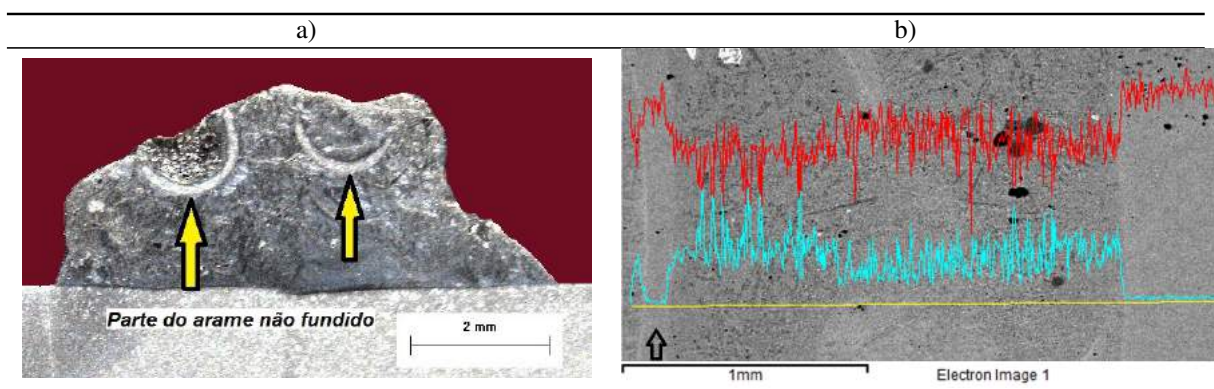 a)
b)
Parte do arame não fundido
2 mm
1mm
Electron Image 1